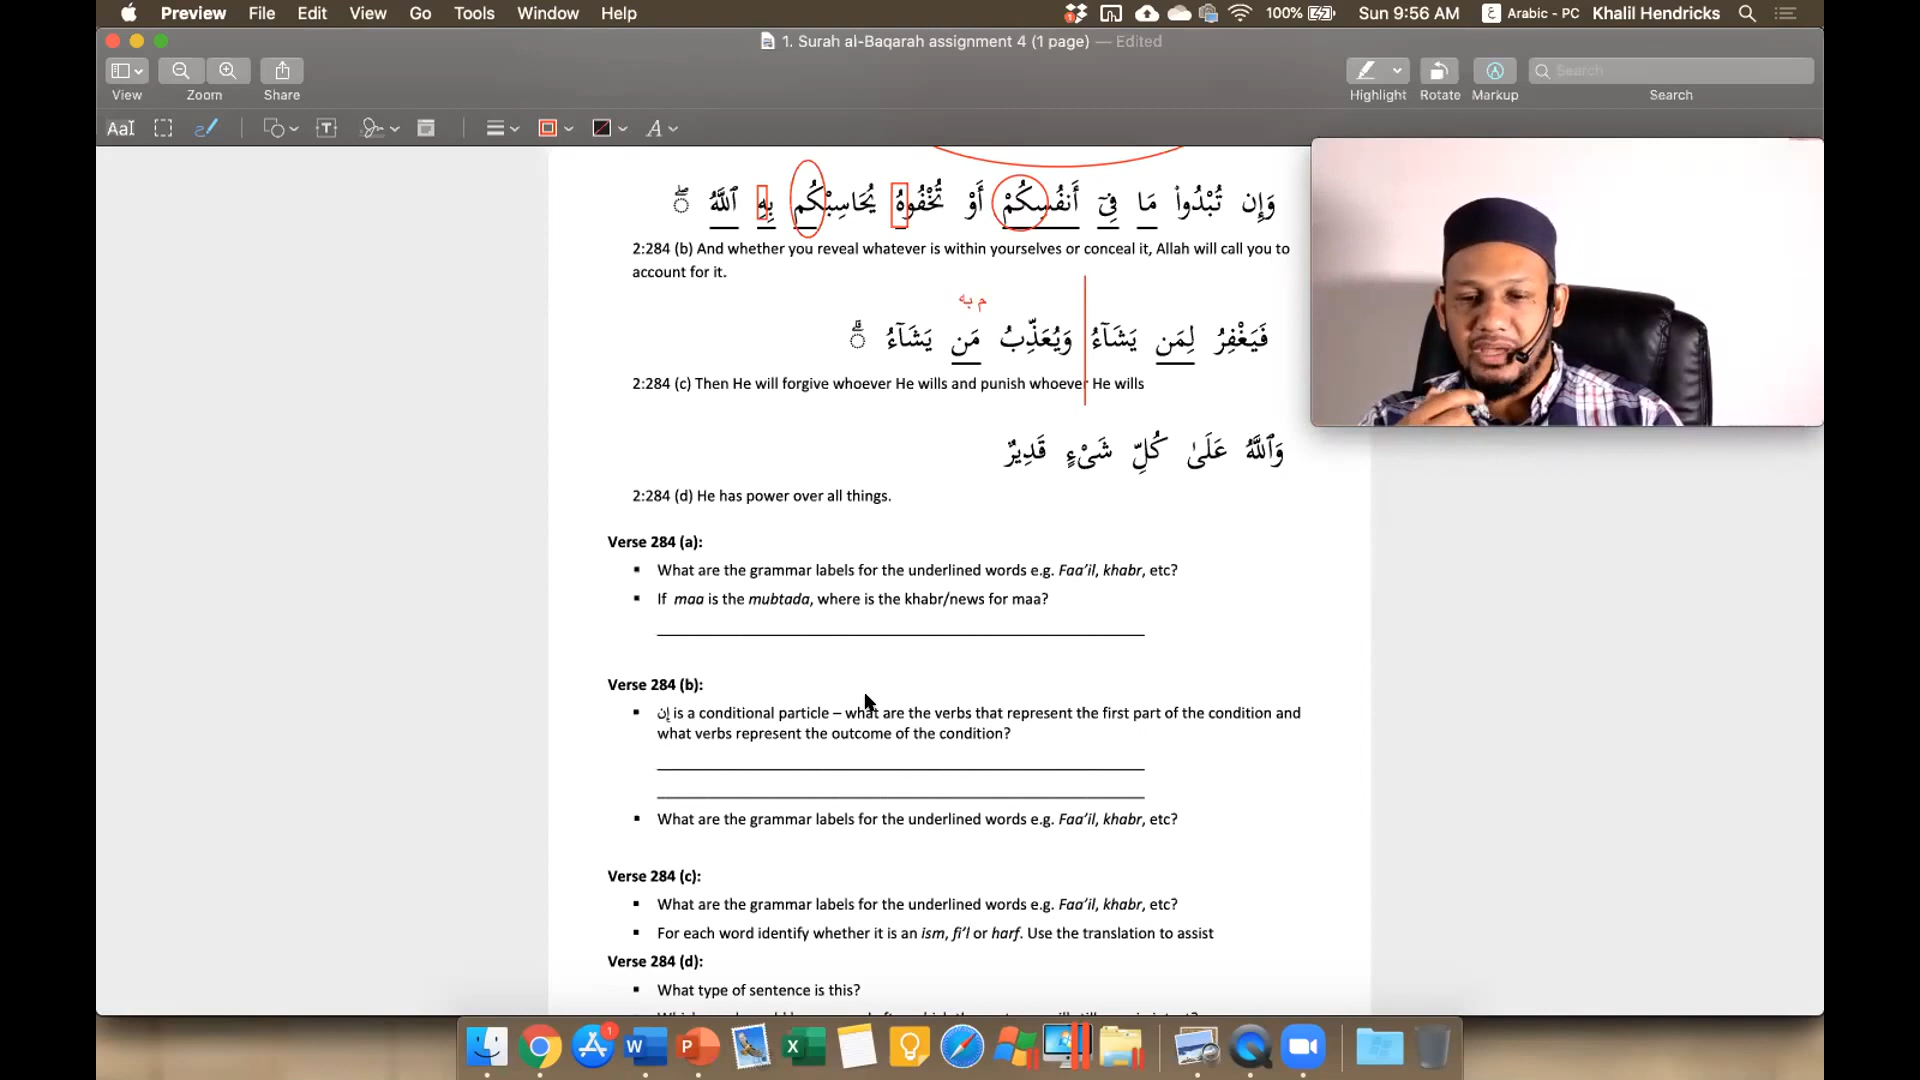 Preview File Edit View Go Tools Window Help
100% Sun 9:56 AM ع Arabic - PC Khalil Hendricks
1. Surah al-Baqarah assignment 4 (1 page) — Edited
Search
View Zoom Share Highlight Rotate Markup Search
AaI T A
وَإِن تُبْدُوا۟ مَا فِىٓ أَنفُسِكُمْ أَوْ تُخْفُوهُ يُحَاسِبْكُم بِهِ ٱللَّهُ ۖ
2:284 (b) And whether you reveal whatever is within yourselves or conceal it, Allah will call you to
account for it.
م به
فَيَغْفِرُ لِمَن يَشَآءُ وَيُعَذِّبُ مَن يَشَآءُ ۗ
2:284 (c) Then He will forgive whoever He wills and punish whoever He wills
وَٱللَّهُ عَلَىٰ كُلِّ شَىْءٍ قَدِيرٌ
2:284 (d) He has power over all things.
Verse 284 (a):
▪ What are the grammar labels for the underlined words e.g. Faa’il, khabr, etc?
▪ If maa is the mubtada, where is the khabr/news for maa?
Verse 284 (b):
▪ إن is a conditional particle – what are the verbs that represent the first part of the condition and
what verbs represent the outcome of the condition?
▪ What are the grammar labels for the underlined words e.g. Faa’il, khabr, etc?
Verse 284 (c):
▪ What are the grammar labels for the underlined words e.g. Faa’il, khabr, etc?
▪ For each word identify whether it is an ism, fi’l or harf. Use the translation to assist
Verse 284 (d):
▪ What type of sentence is this?
1 W P X